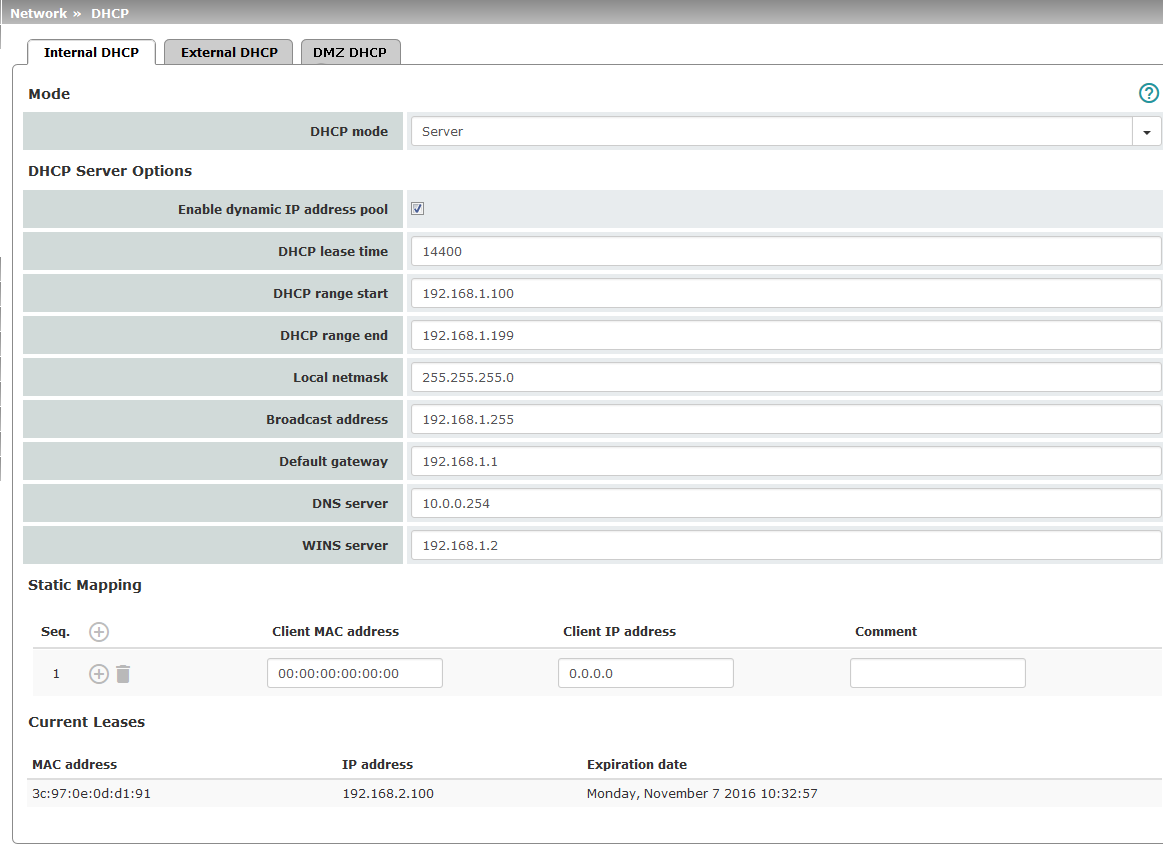 Network » DHCP
Internal DHCP External DHCP DMZ DHCP
Mode ?
DHCP mode Server
DHCP Server Options
Enable dynamic IP address pool
DHCP lease time 14400
DHCP range start 192.168.1.100
DHCP range end 192.168.1.199
Local netmask 255.255.255.0
Broadcast address 192.168.1.255
Default gateway 192.168.1.1
DNS server 10.0.0.254
WINS server 192.168.1.2
Static Mapping
Seq. Client MAC address Client IP address Comment
1 00:00:00:00:00:00 0.0.0.0
Current Leases
MAC address IP address Expiration date
3c:97:0e:0d:d1:91 192.168.2.100 Monday, November 7 2016 10:32:57